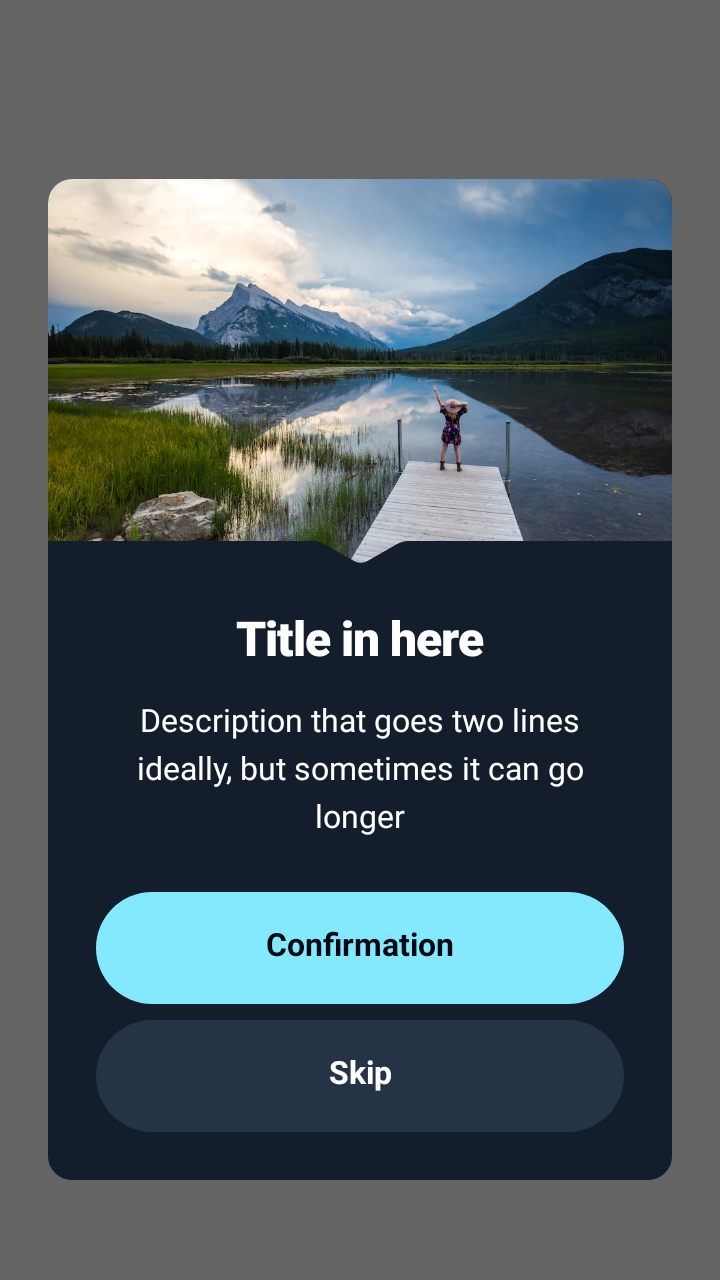 Title in here
Description that goes two lines
ideally, but sometimes it can go
longer
Confirmation
Skip